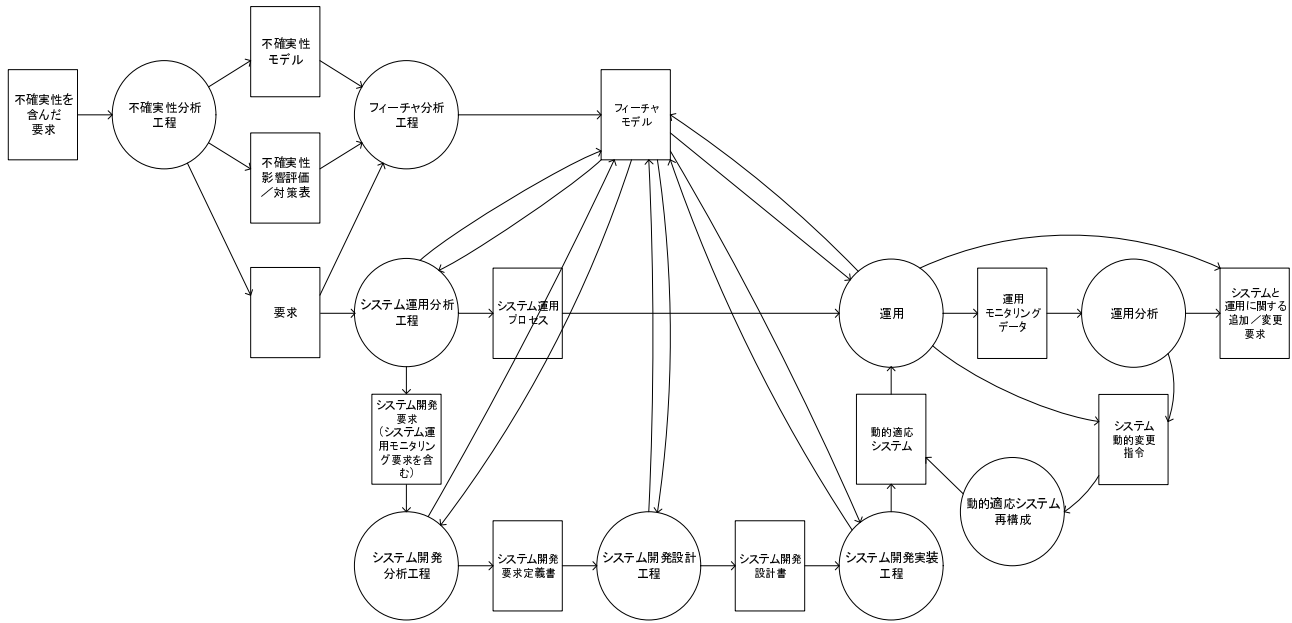 不確実性を
含んだ
要求
不確実性分析
工程
不確実性
モデル
不確実性
影響評価
／対策表
要求
フィーチャ分析
工程
フィーチャ
モデル
システム運用分析
工程
システム運用
プロセス
システム開発
要求
（システム運
用モニタリン
グ要求を含
む）
システム開発
分析工程
システム開発
要求定義書
システム開発設計
工程
システム開発
設計書
システム開発実装
工程
動的適応
システム
運用
運用
モニタリング
データ
運用分析
システムと
運用に関する
追加／変更
要求
システム
動的変更
指令
動的適応システム
再構成